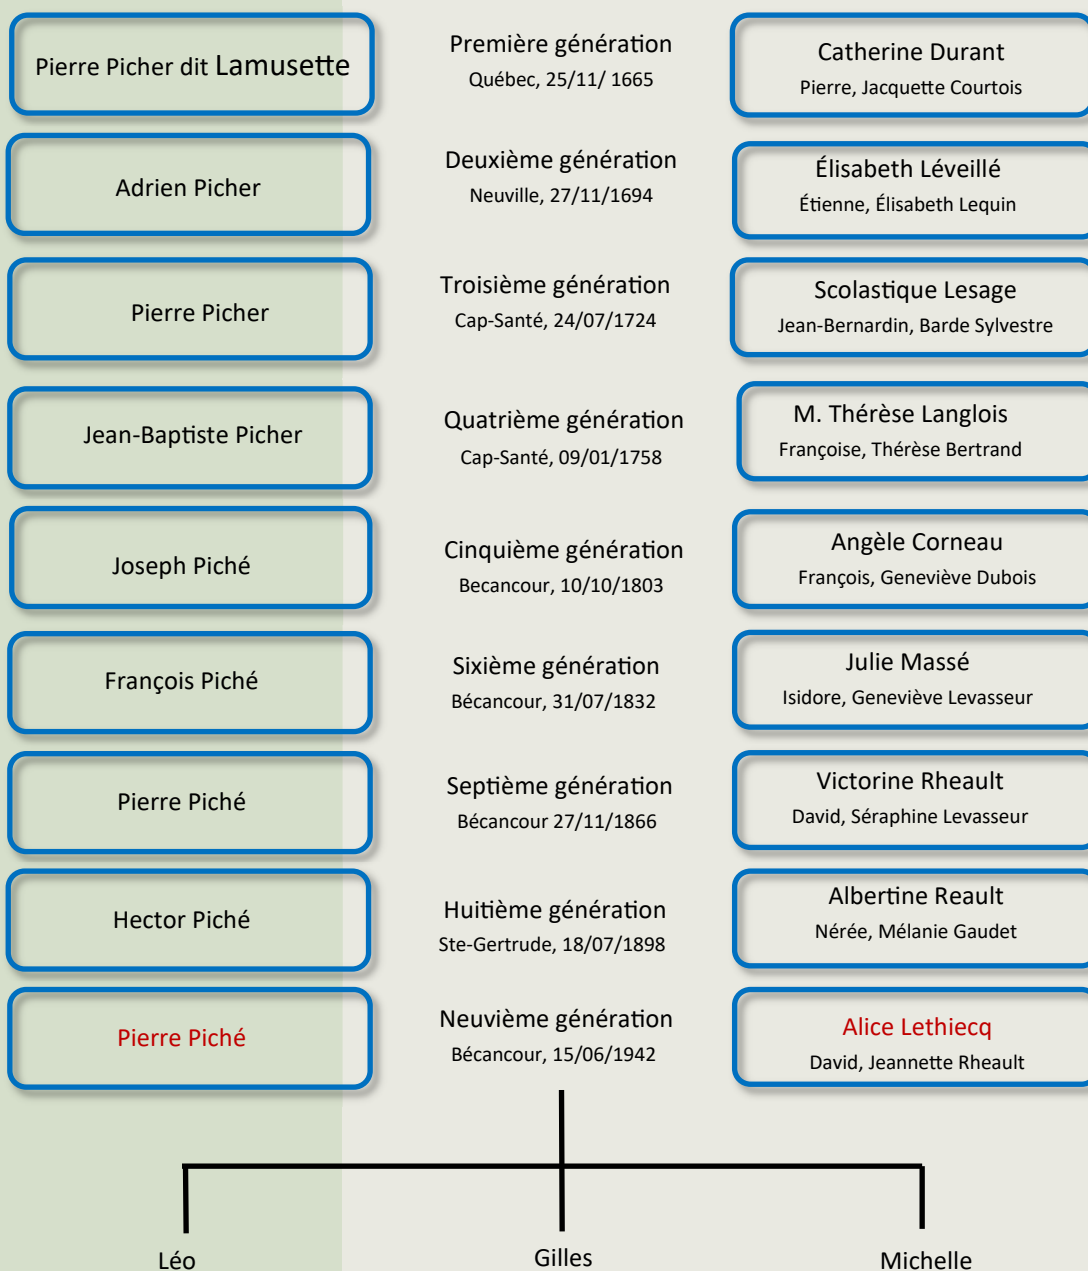 Pierre Picher dit Lamusette
Première génération
Québec, 25/11/ 1665
Catherine Durant
Pierre, Jacquette Courtois
Adrien Picher
Deuxième génération
Neuville, 27/11/1694
Élisabeth Léveillé
Étienne, Élisabeth Lequin
Pierre Picher
Troisième génération
Cap-Santé, 24/07/1724
Scolastique Lesage
Jean-Bernardin, Barde Sylvestre
Jean-Baptiste Picher
Quatrième génération
Cap-Santé, 09/01/1758
M. Thérèse Langlois
Françoise, Thérèse Bertrand
Joseph Piché
Cinquième génération
Becancour, 10/10/1803
Angèle Corneau
François, Geneviève Dubois
François Piché
Sixième génération
Bécancour, 31/07/1832
Julie Massé
Isidore, Geneviève Levasseur
Pierre Piché
Septième génération
Bécancour 27/11/1866
Victorine Rheault
David, Séraphine Levasseur
Hector Piché
Huitième génération
Ste-Gertrude, 18/07/1898
Albertine Reault
Nérée, Mélanie Gaudet
Pierre Piché
Neuvième génération
Bécancour, 15/06/1942
Alice Lethiecq
David, Jeannette Rheault
Léo
Gilles
Michelle